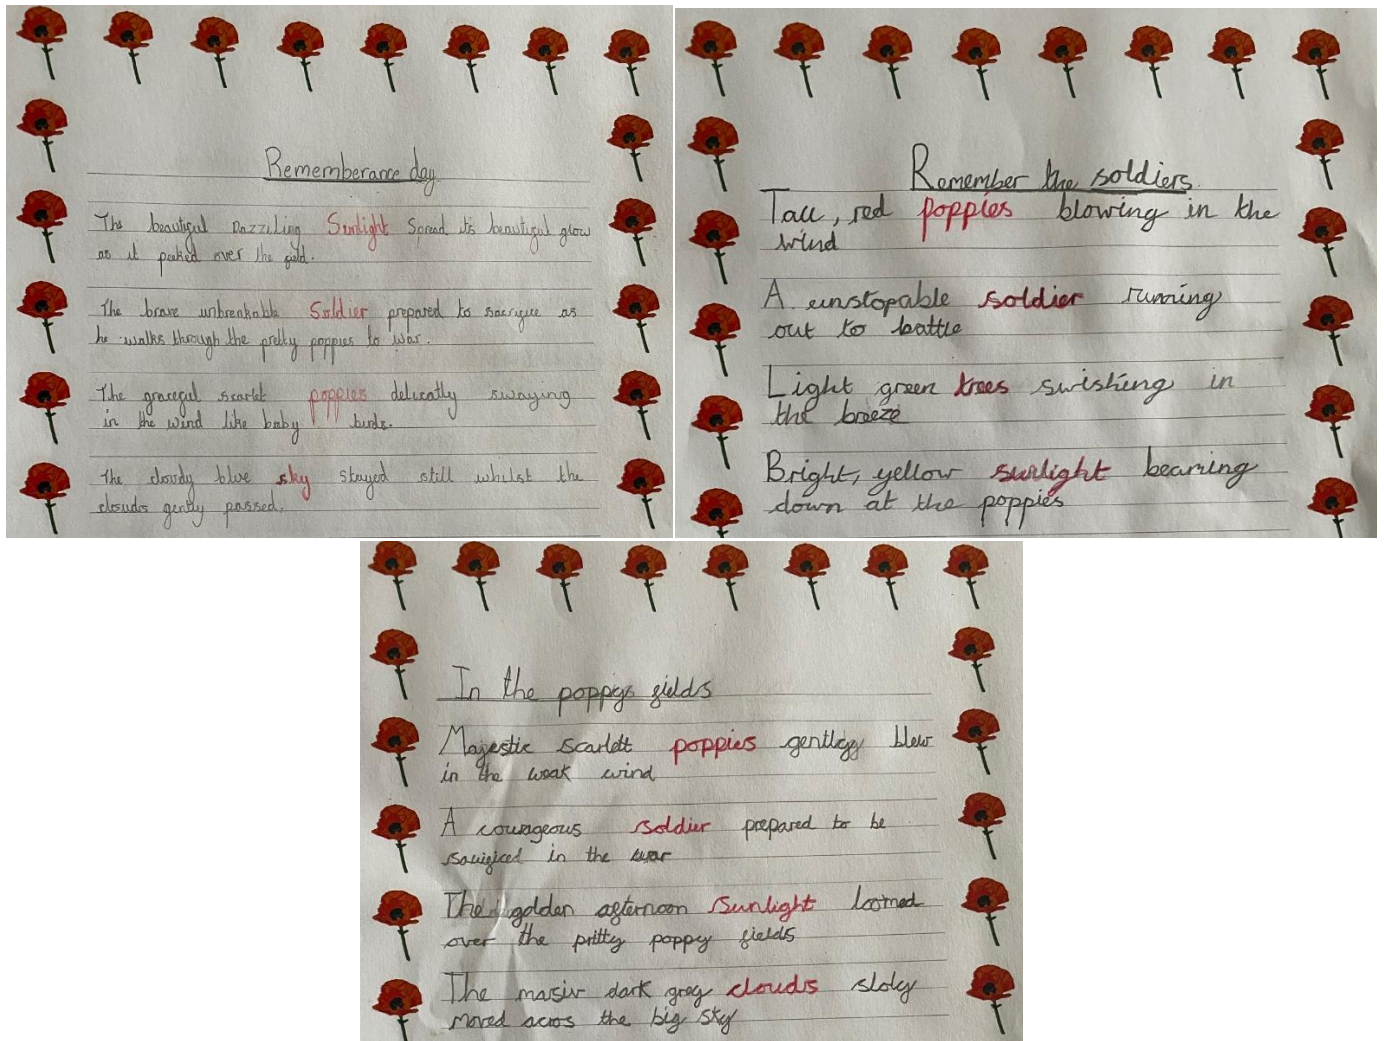 Rememberance day
The beautiful Dazziling Sunlight Spread its beautiful glow
as it peeked over the field.
The brave unbreakable Soldier prepared to sacrifice as
he walks through the pretty poppies to war.
The graceful scarlet poppies delicatly swaying
in the wind like baby birds.
The cloudy blue sky stayed still whilst the
clouds gently passed.
Remember the soldiers
Tall, red poppies blowing in the
wind
A unstopable soldier running
out to battle
Light green trees swishing in
the breeze
Bright, yellow sunlight beaming
down at the poppies
In the poppys fields
Majestic scarlett poppies gentley blew
in the weak wind
A courageous soldier prepared to be
in the war
The golden afternoon sunlight loomed
over the pritty poppy fields
The masiv dark grey clouds sloly
moved acros the big sky